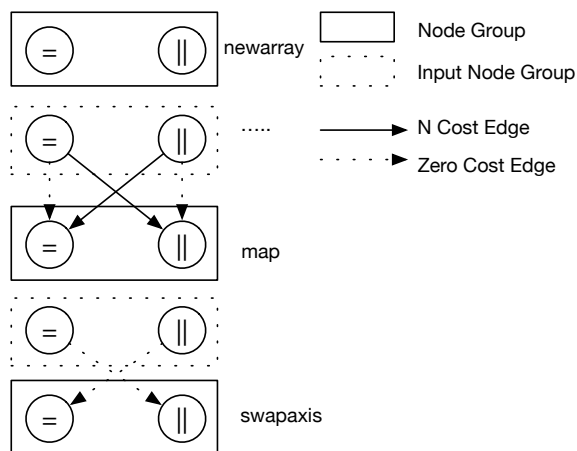 = || newarray Node Group
Input Node Group
= || ..... N Cost Edge
Zero Cost Edge
= || map
= ||
= || swapaxis